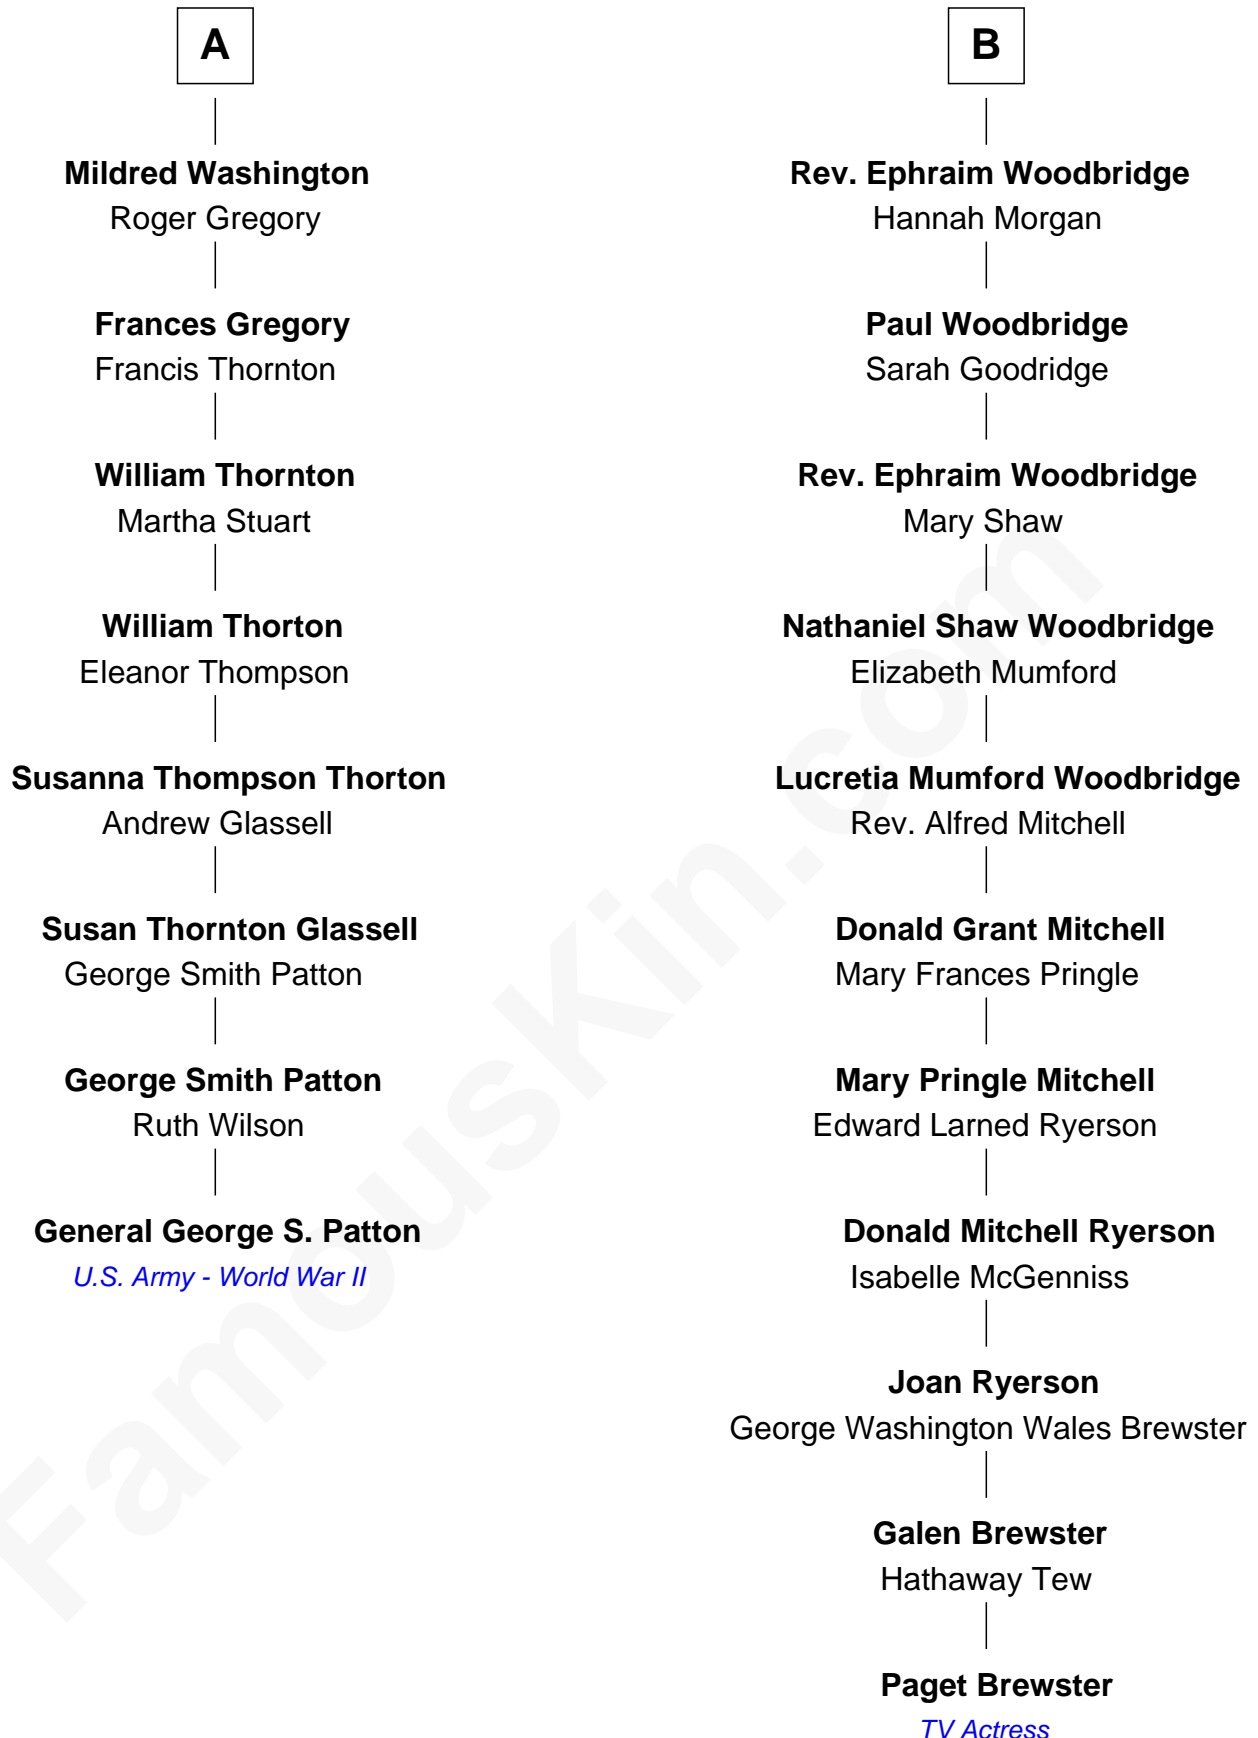 A
Mildred Washington
Roger Gregory
Frances Gregory
Francis Thornton
William Thornton
Martha Stuart
William Thorton
Eleanor Thompson
Susanna Thompson Thorton
Andrew Glassell
Susan Thornton Glassell
George Smith Patton
George Smith Patton
Ruth Wilson
General George S. Patton
U.S. Army - World War II
B
Rev. Ephraim Woodbridge
Hannah Morgan
Paul Woodbridge
Sarah Goodridge
Rev. Ephraim Woodbridge
Mary Shaw
Nathaniel Shaw Woodbridge
Elizabeth Mumford
Lucretia Mumford Woodbridge
Rev. Alfred Mitchell
Donald Grant Mitchell
Mary Frances Pringle
Mary Pringle Mitchell
Edward Larned Ryerson
Donald Mitchell Ryerson
Isabelle McGenniss
Joan Ryerson
George Washington Wales Brewster
Galen Brewster
Hathaway Tew
Paget Brewster
TV Actress
FamousKin.com